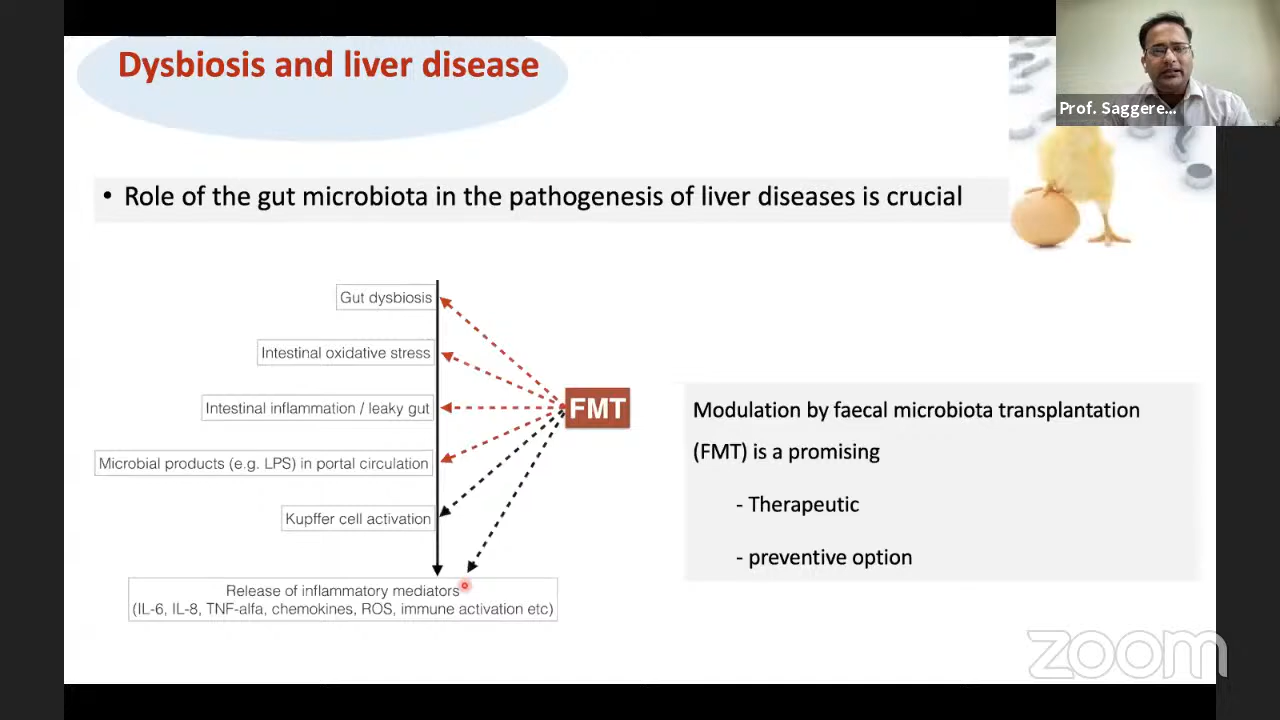 Dysbiosis and liver disease
Prof. Saggere...
• Role of the gut microbiota in the pathogenesis of liver diseases is crucial
Gut dysbiosis
Intestinal oxidative stress
Intestinal inflammation / leaky gut
Microbial products (e.g. LPS) in portal circulation
Kupffer cell activation
Release of inflammatory mediators
(IL-6, IL-8, TNF-alfa, chemokines, ROS, immune activation etc)
FMT
Modulation by faecal microbiota transplantation
(FMT) is a promising
- Therapeutic
- preventive option
zoom